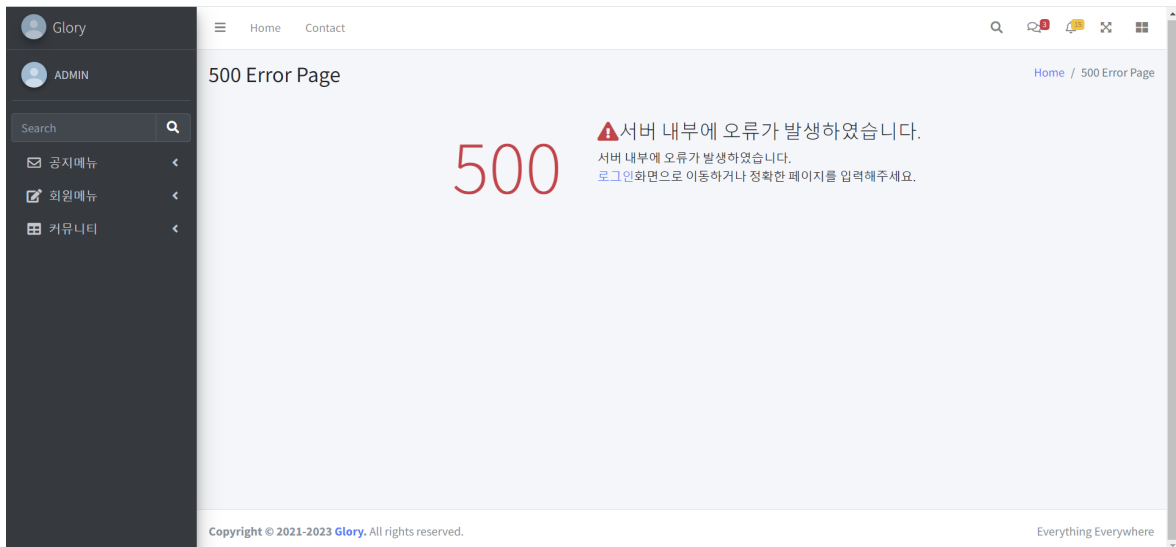 Glory
Home Contact
3
15
ADMIN
500 Error Page
Home / 500 Error Page
Search
공지메뉴
회원메뉴
커뮤니티
500
서버 내부에 오류가 발생하였습니다.
서버 내부에 오류가 발생하였습니다.
로그인화면으로 이동하거나 정확한 페이지를 입력해주세요.
Copyright © 2021-2023 Glory. All rights reserved.
Everything Everywhere